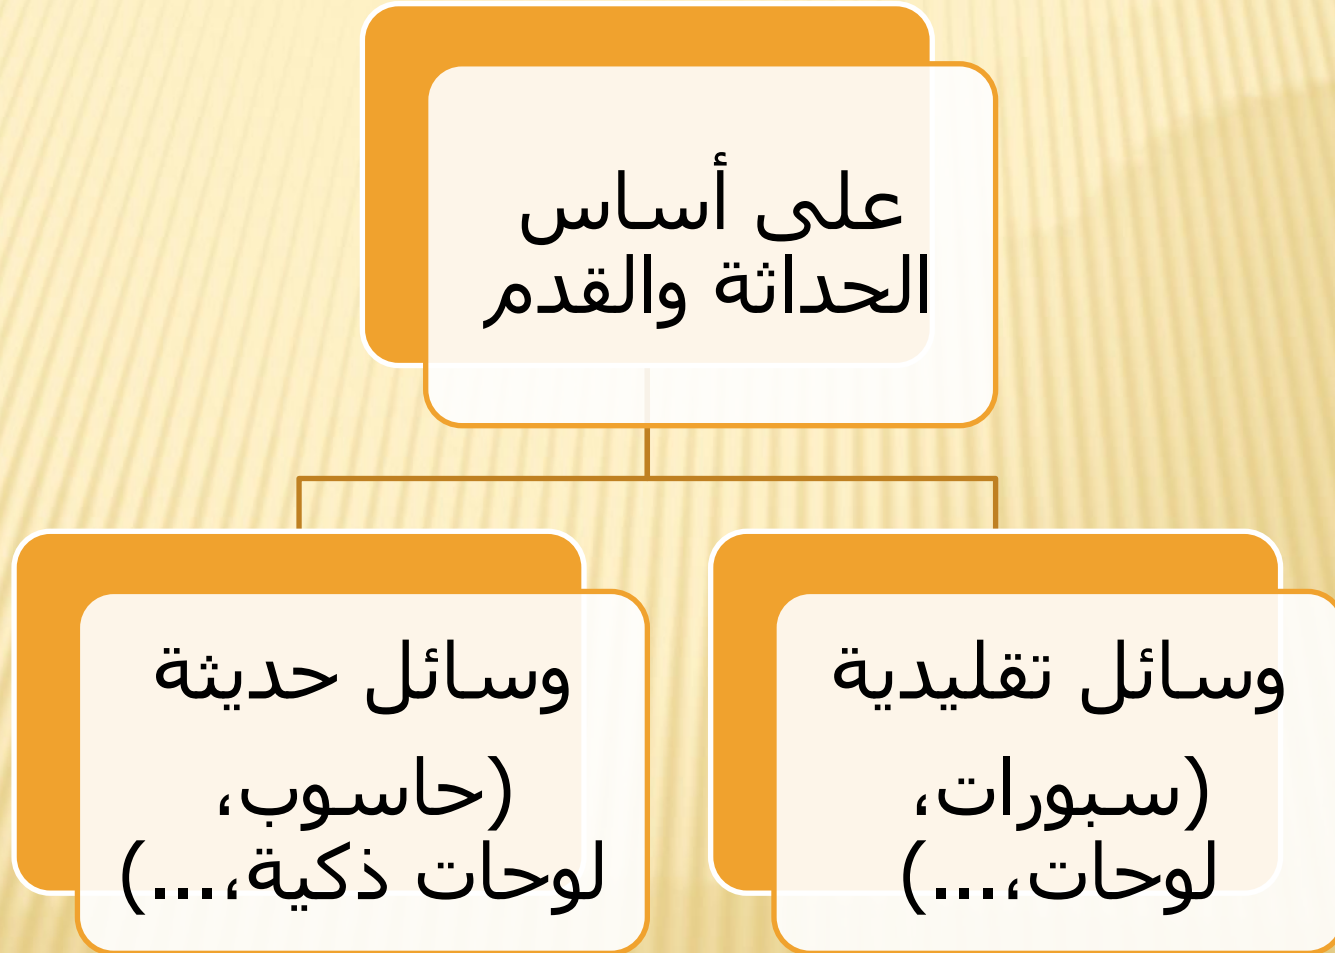 على أساس
الحداثة والقدم
وسائل تقليدية
(سبورات،
لوحات،...)
وسائل حديثة
(حاسوب،
لوحات ذكية،...)